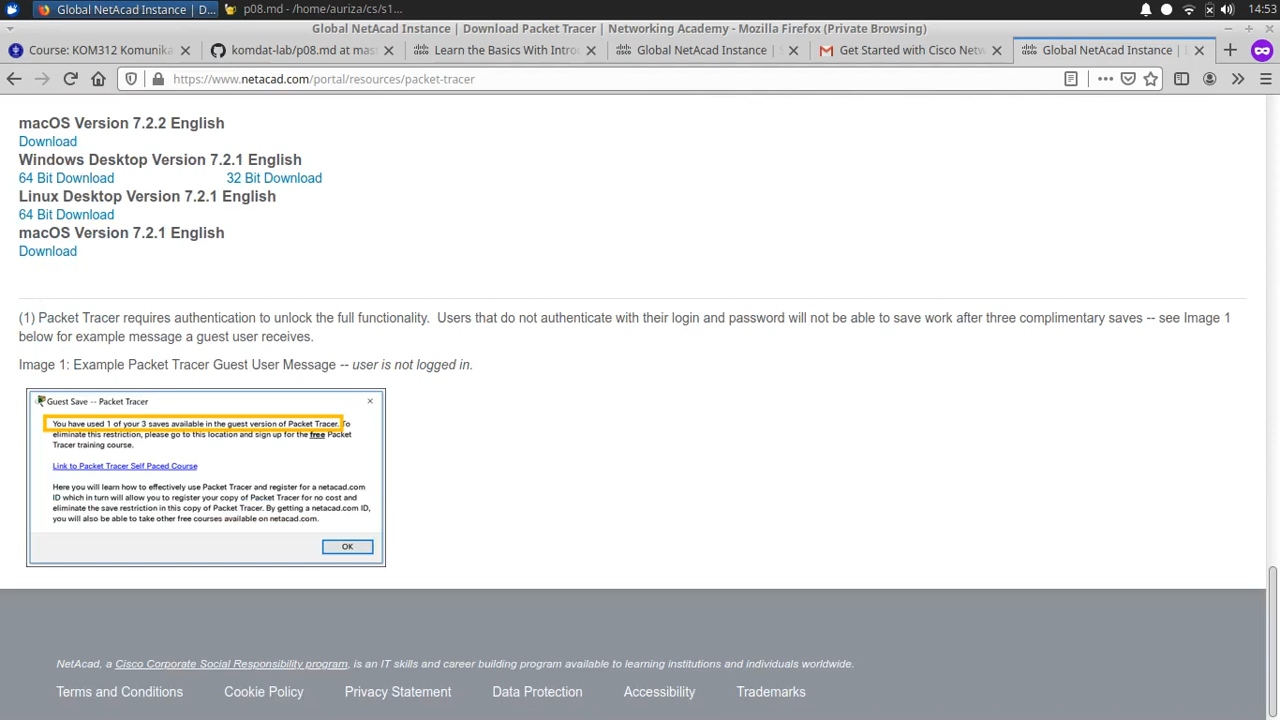 Global NetAcad Instance | D...
p08.md - /home/auriza/cs/s1...
14:53
Global NetAcad Instance | Download Packet Tracer | Networking Academy - Mozilla Firefox (Private Browsing)
Course: KOM312 Komunika
komdat-lab/p08.md at mas
Learn the Basics With Intro
Global NetAcad Instance | S
Get Started with Cisco Netw
Global NetAcad Instance |
https://www.netacad.com/portal/resources/packet-tracer
macOS Version 7.2.2 English
Download
Windows Desktop Version 7.2.1 English
64 Bit Download 32 Bit Download
Linux Desktop Version 7.2.1 English
64 Bit Download
macOS Version 7.2.1 English
Download
(1) Packet Tracer requires authentication to unlock the full functionality. Users that do not authenticate with their login and password will not be able to save work after three complimentary saves -- see Image 1
below for example message a guest user receives.
Image 1: Example Packet Tracer Guest User Message -- user is not logged in.
Guest Save -- Packet Tracer
You have used 1 of your 3 saves available in the guest version of Packet Tracer. To
eliminate this restriction, please go to this location and sign up for the free Packet
Tracer training course.
Link to Packet Tracer Self Paced Course
Here you will learn how to effectively use Packet Tracer and register for a netacad.com
ID which in turn will allow you to register your copy of Packet Tracer for no cost and
eliminate the save restriction in this copy of Packet Tracer. By getting a netacad.com ID,
you will also be able to take other free courses available on netacad.com.
OK
NetAcad, a Cisco Corporate Social Responsibility program, is an IT skills and career building program available to learning institutions and individuals worldwide.
Terms and Conditions Cookie Policy Privacy Statement Data Protection Accessibility Trademarks